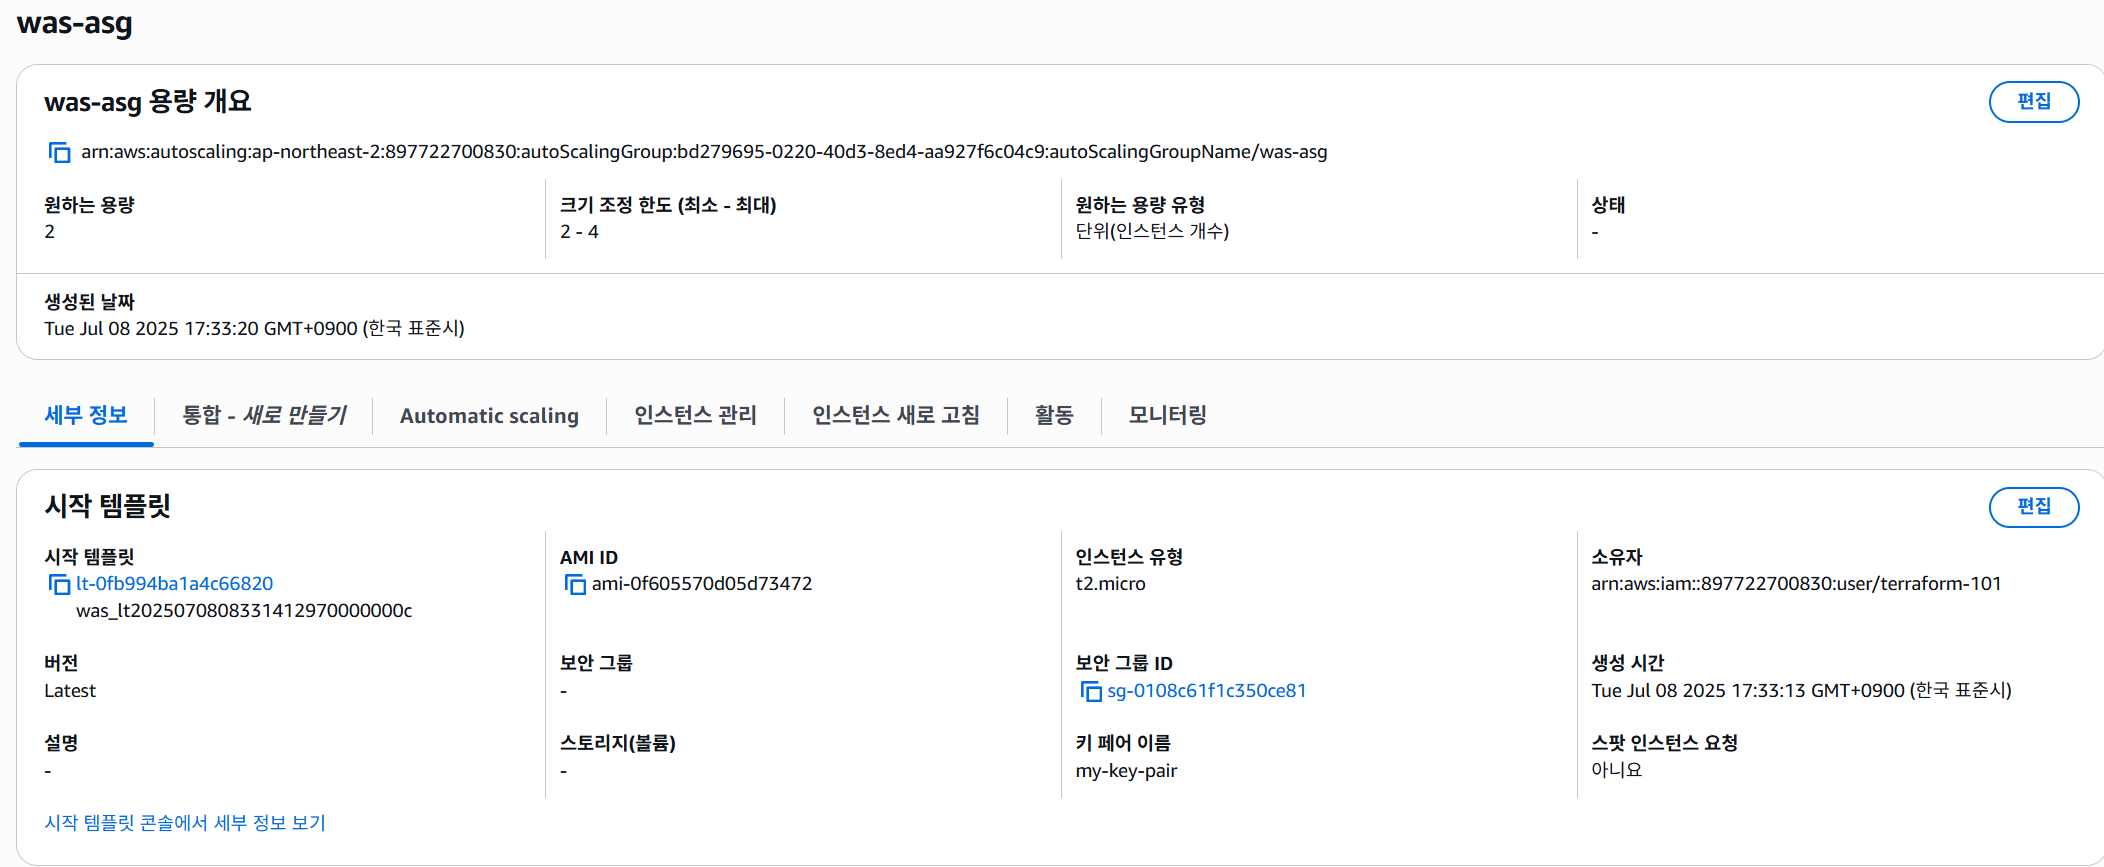 was-asg
was-asg 용량 개요
편집
arn:aws:autoscaling:ap-northeast-2:897722700830:autoScalingGroup:bd279695-0220-40d3-8ed4-aa927f6c04c9:autoScalingGroupName/was-asg
원하는 용량
2
크기 조정 한도 (최소 - 최대)
2 - 4
원하는 용량 유형
단위(인스턴스 개수)
상태
-
생성된 날짜
Tue Jul 08 2025 17:33:20 GMT+0900 (한국 표준시)
세부 정보
통합 - 새로 만들기
Automatic scaling
인스턴스 관리
인스턴스 새로 고침
활동
모니터링
시작 템플릿
편집
시작 템플릿
lt-0fb994ba1a4c66820
was_lt2025070808331412970000000c
AMI ID
ami-0f605570d05d73472
인스턴스 유형
t2.micro
소유자
arn:aws:iam::897722700830:user/terraform-101
버전
Latest
보안 그룹
-
보안 그룹 ID
sg-0108c61f1c350ce81
생성 시간
Tue Jul 08 2025 17:33:13 GMT+0900 (한국 표준시)
설명
-
스토리지(볼륨)
-
키 페어 이름
my-key-pair
스팟 인스턴스 요청
아니요
시작 템플릿 콘솔에서 세부 정보 보기